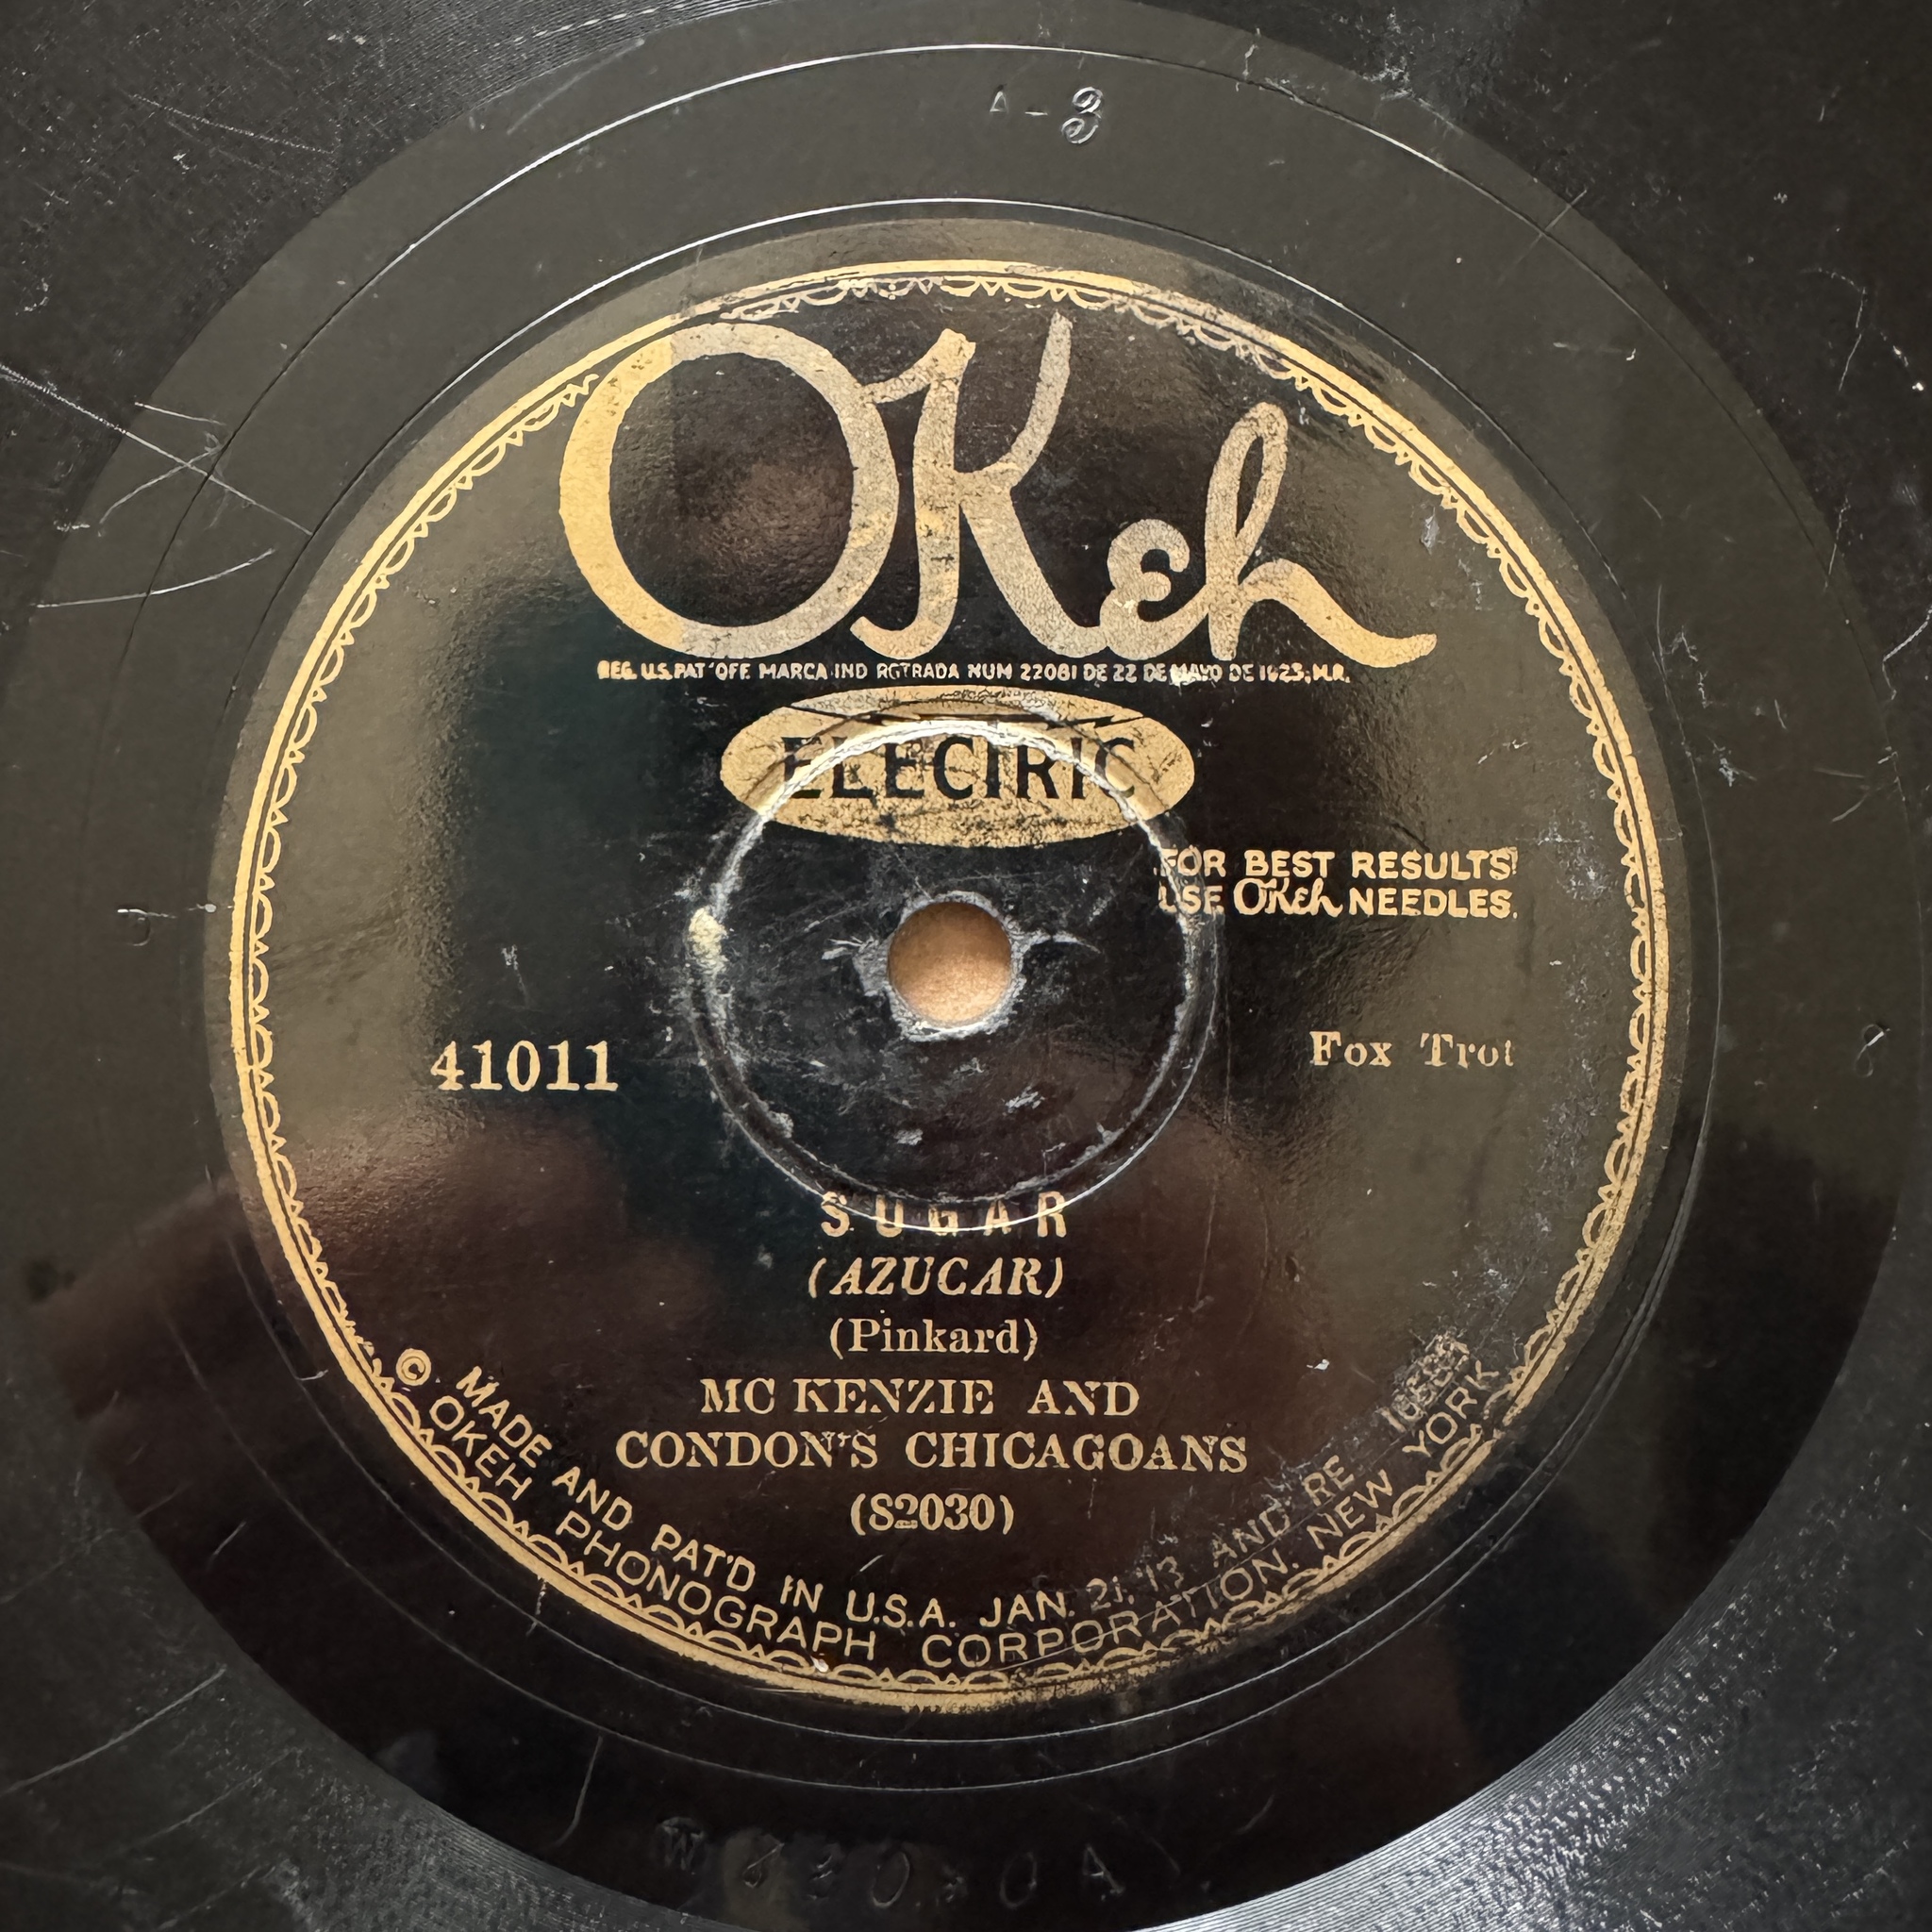 A-3
OKeh
REG. U.S. PAT. OFF. MARCA IND RGTRADA NUM 22081 DE 22 DE MAYO DE 1923, M.R.
ELECTRIC
FOR BEST RESULTS
USE OKeh NEEDLES.
41011
Fox Trot
SUGAR
(AZUCAR)
(Pinkard)
MC KENZIE AND
CONDON'S CHICAGOANS
(S2030)
MADE AND PAT'D IN U.S.A. JAN. 21, '13 AND RE
© OKEH PHONOGRAPH CORPORATION. NEW YORK